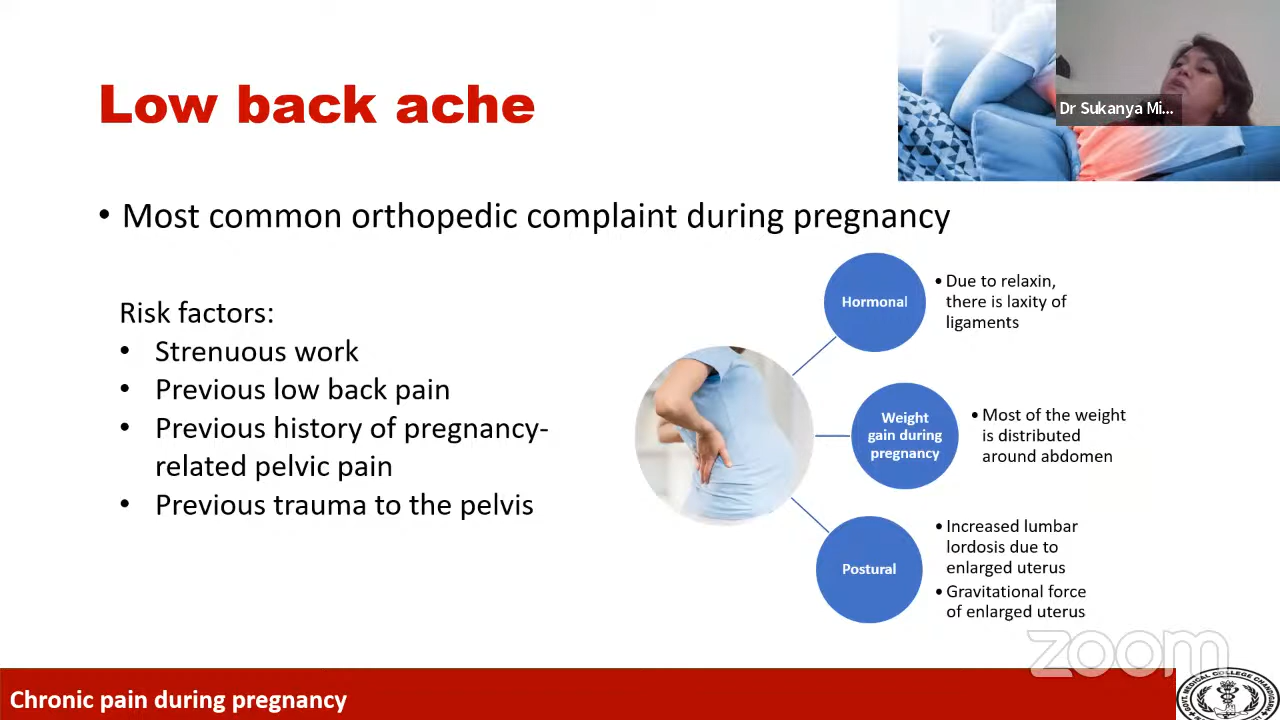 Low back ache
Dr Sukanya Mi...
• Most common orthopedic complaint during pregnancy
Risk factors:
• Strenuous work
• Previous low back pain
• Previous history of pregnancy-
related pelvic pain
• Previous trauma to the pelvis
Hormonal
• Due to relaxin,
there is laxity of
ligaments
Weight
gain during
pregnancy
• Most of the weight
is distributed
around abdomen
Postural
• Increased lumbar
lordosis due to
enlarged uterus
• Gravitational force
of enlarged uterus
zoom
Chronic pain during pregnancy
GOVT. MEDICAL COLLEGE